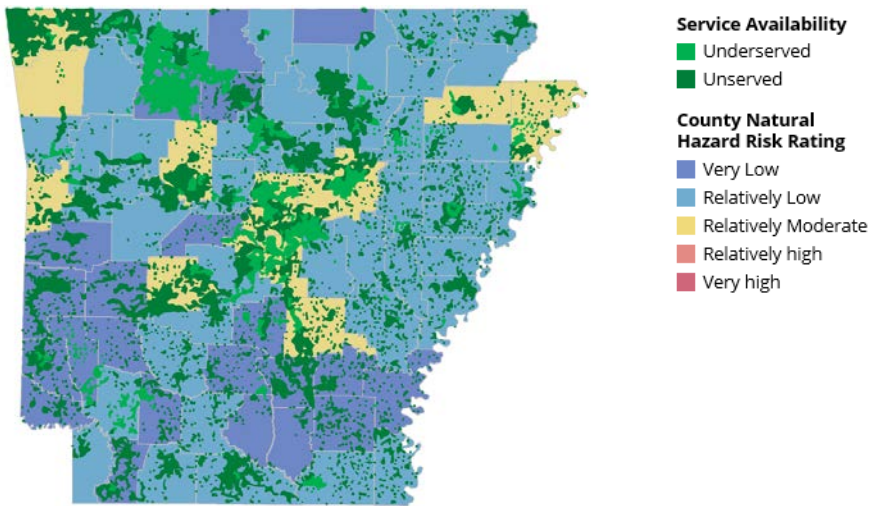 Service Availability
Underserved
Unserved
County Natural
Hazard Risk Rating
Very Low
Relatively Low
Relatively Moderate
Relatively high
Very high